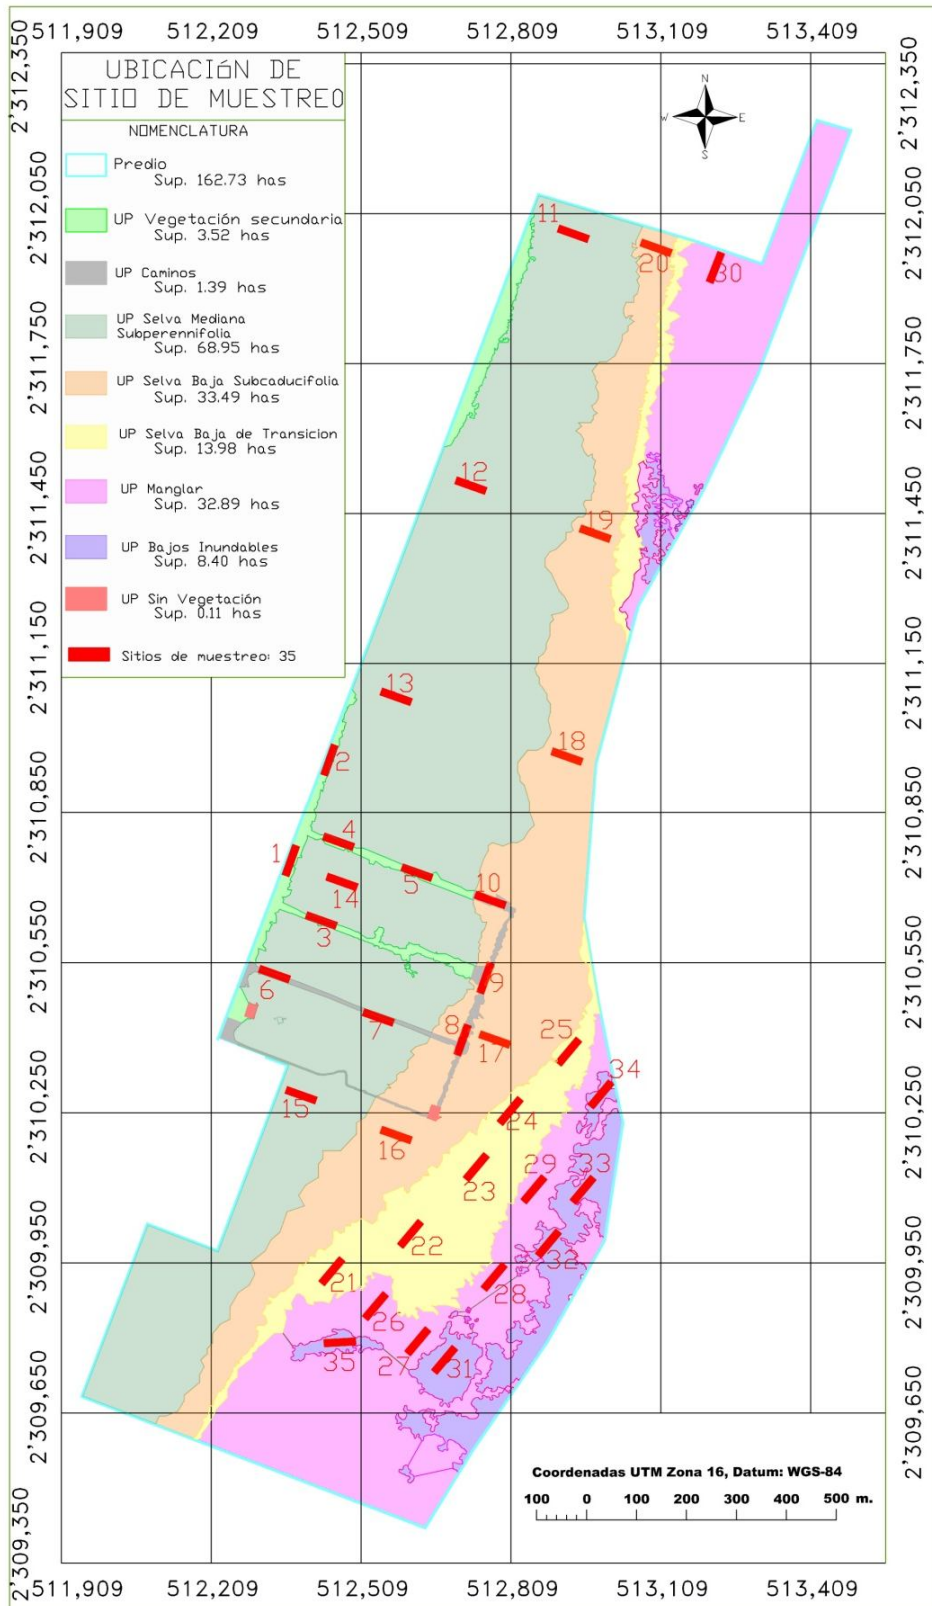 511,909 512,209 512,509 512,809 513,109 513,409
2'312,350
2'312,050
2'311,750
2'311,450
2'311,150
2'310,850
2'310,550
2'310,250
2'309,950
2'309,650
2'309,350
UBICACIóN DE
SITIO DE MUESTREO
NOMENCLATURA
Predio
Sup. 162.73 has
UP Vegetación secundaria
Sup. 3.52 has
UP Caminos
Sup. 1.39 has
UP Selva Mediana
Subperennifolia
Sup. 68.95 has
UP Selva Baja Subcaducifolia
Sup. 33.49 has
UP Selva Baja de Transicion
Sup. 13.98 has
UP Manglar
Sup. 32.89 has
UP Bajos Inundables
Sup. 8.40 has
UP Sin Vegetación
Sup. 0.11 has
Sitios de muestreo: 35
N
W E
S
11
20
30
12
19
13
18
2
4
1
5
14
10
3
6
9
7
8
17
25
34
15
24
16
29
33
23
22
32
21
28
26
35
27
31
2'312,350
2'312,050
2'311,750
2'311,450
2'311,150
2'310,850
2'310,550
2'310,250
2'309,950
2'309,650
Coordenadas UTM Zona 16, Datum: WGS-84
100 0 100 200 300 400 500 m.
511,909 512,209 512,509 512,809 513,109 513,409